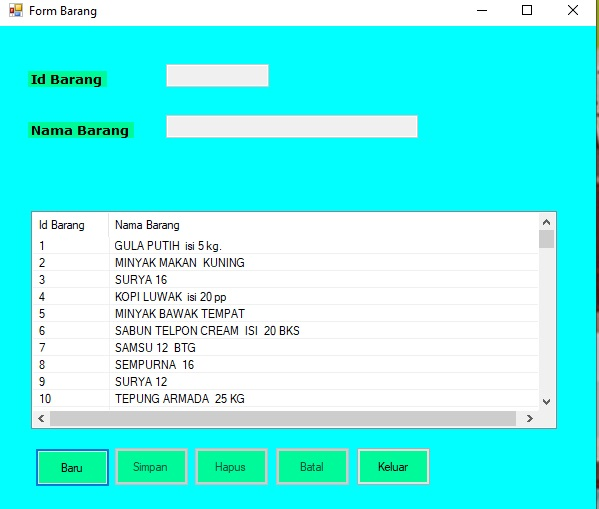 Form Barang
Id Barang
Nama Barang
Id Barang Nama Barang
1 GULA PUTIH isi 5 kg.
2 MINYAK MAKAN KUNING
3 SURYA 16
4 KOPI LUWAK isi 20 pp
5 MINYAK BAWAK TEMPAT
6 SABUN TELPON CREAM ISI 20 BKS
7 SAMSU 12 BTG
8 SEMPURNA 16
9 SURYA 12
10 TEPUNG ARMADA 25 KG
Baru Simpan Hapus Batal Keluar